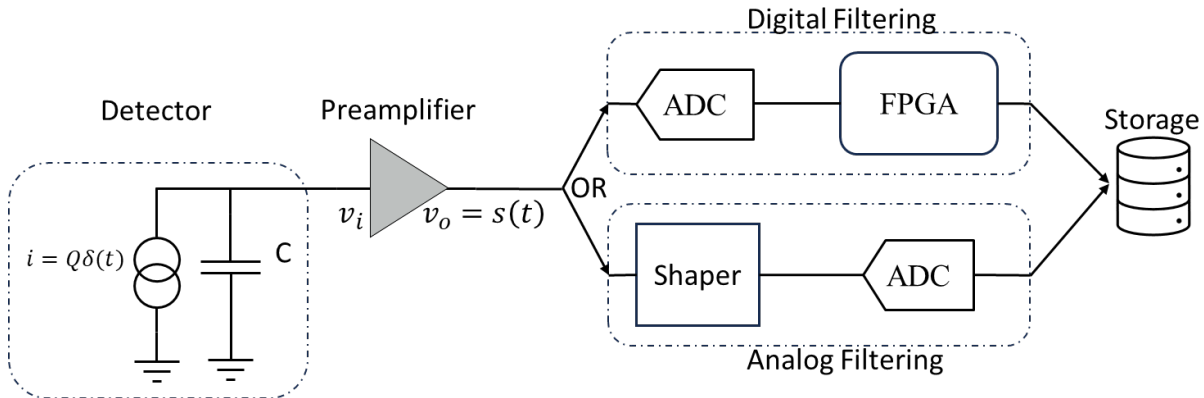 Digital Filtering
Detector
Preamplifier
ADC
FPGA
Storage
OR
v_i
v_o = s(t)
i = Qδ(t)
C
Shaper
ADC
Analog Filtering